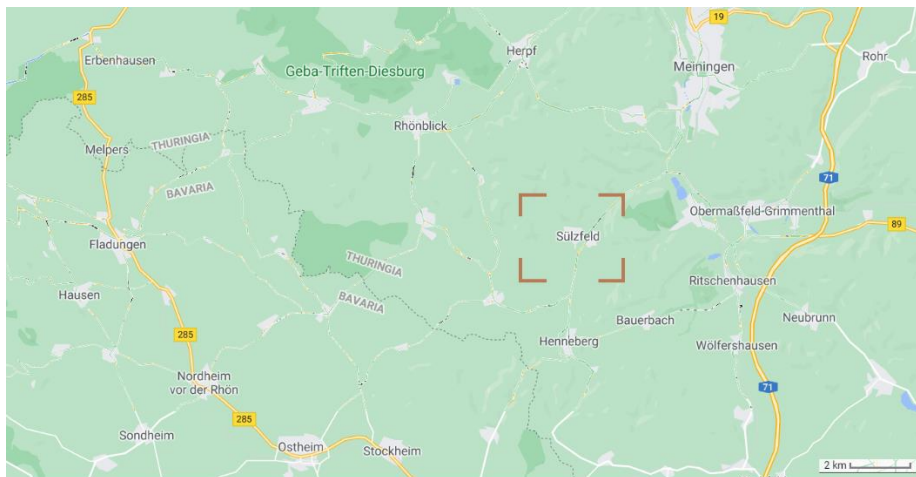 19
Herpf
Erbenhausen
Meiningen
Rohr
Geba-Triften-Diesburg
285
Rhönblick
THURINGIA
Melpers
BAVARIA
71
Obermaßfeld-Grimmenthal
89
Sülzfeld
Fladungen
THURINGIA
Ritschenhausen
Hausen
BAVARIA
Bauerbach
Neubrunn
285
Henneberg
Wölfershausen
Nordheim
vor der Rhön
71
285
Sondheim
Ostheim
Stockheim
2 km